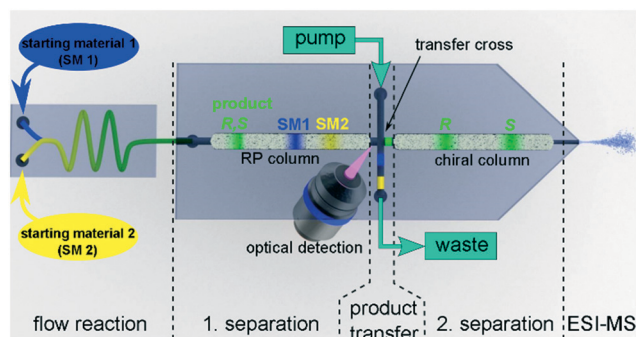 starting material 1
(SM 1)
pump
transfer cross
product
R,S
SM1
SM2
R
S
RP column
chiral column
starting material 2
(SM 2)
optical detection
waste
flow reaction
1. separation
product
transfer
2. separation
ESI-MS